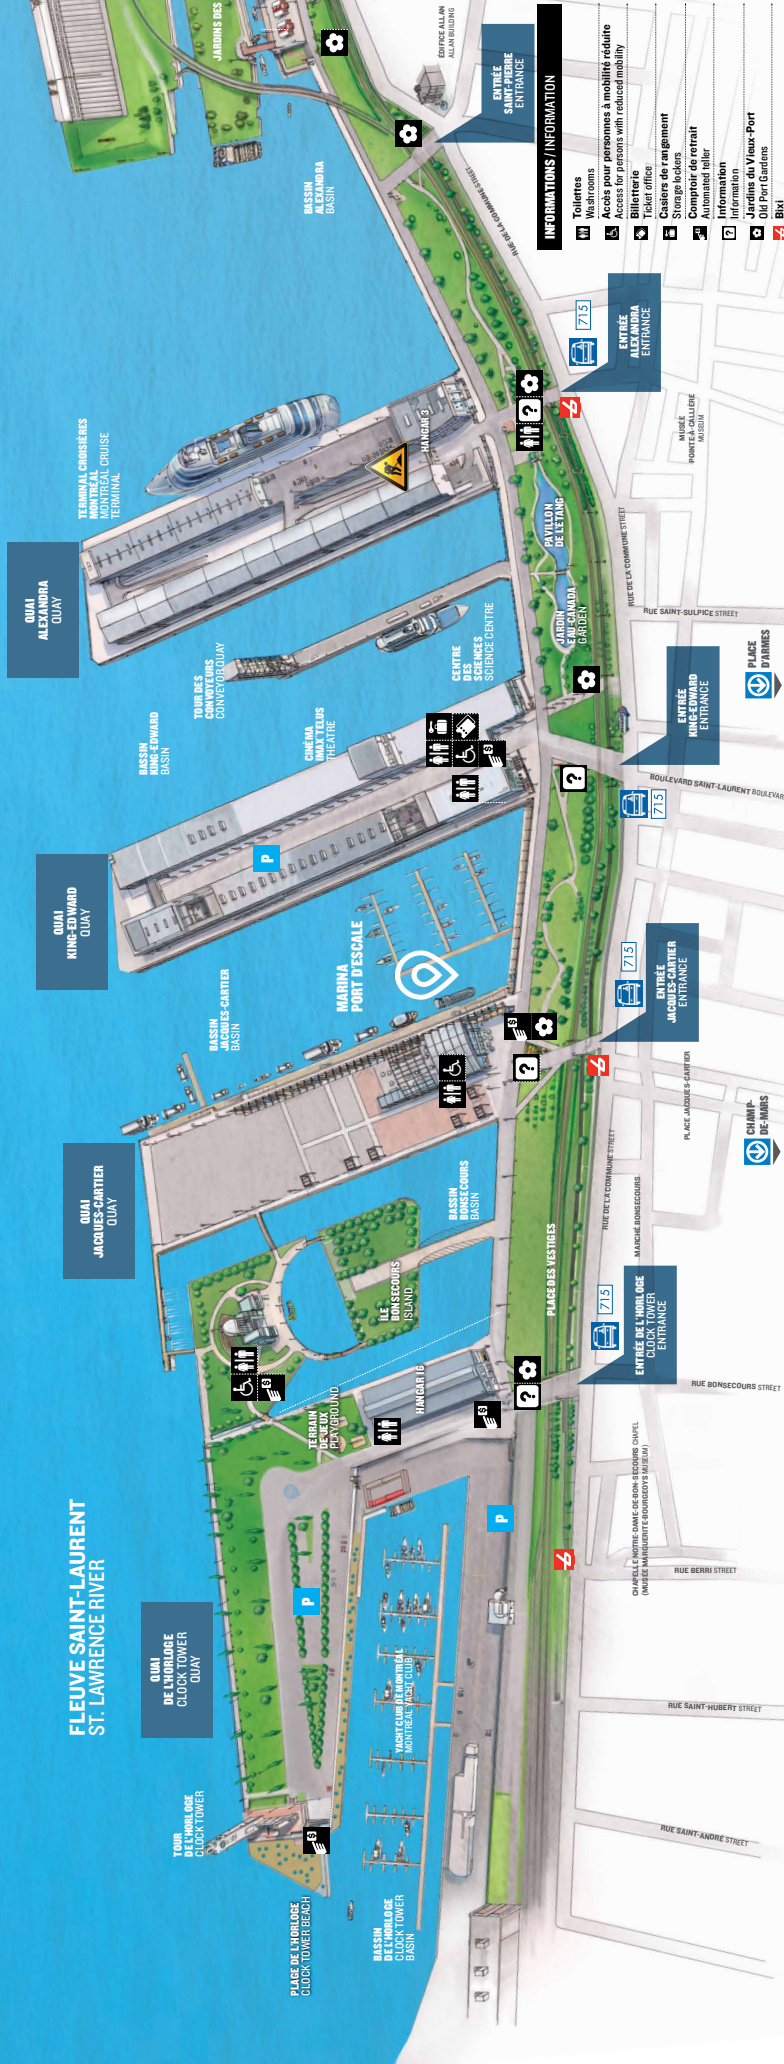 JARDINS DES
ÉDIFICE ALLAN
ALLAN BUILDING
ENTRÉE
SAINT-PIERRE
ENTRANCE
INFORMATIONS / INFORMATION
Toilettes
Washrooms
Accès pour personnes à mobilité réduite
Access for persons with reduced mobility
Billetterie
Ticket office
Casiers de rangement
Storage lockers
Comptoir de retrait
Automated teller
Information
Information
Jardins du Vieux-Port
Old Port Gardens
Bixi
BASSIN
ALEXANDRA
BASIN
RUE DE LA COMMUNE STREET
715
ENTRÉE
ALEXANDRA
ENTRANCE
TERMINAL CROISIÈRES
MONTRÉAL
MONTRÉAL CRUISE
TERMINAL
HANGAR 3
MUSÉE
POINTE-À-CALLIÈRE
MUSEUM
QUAI
ALEXANDRA
QUAY
PAVILLON
DE L'ÉTANG
RUE DE LA COMMUNE STREET
JARDIN
EAU-CANADA
GARDEN
RUE SAINT-SULPICE STREET
TOUR DES
CONVOYEURS
CONVEYOR QUAY
CENTRE
DES
SCIENCES
SCIENCE CENTRE
PLACE
D'ARMES
ENTRÉE
KING-EDWARD
ENTRANCE
BASSIN
KING-EDWARD
BASIN
CINÉMA
IMAX TELUS
THEATRE
BOULEVARD SAINT-LAURENT BOULEVAR
715
P
QUAI
KING-EDWARD
QUAY
MARINA
PORT D'ESCALE
715
ENTRÉE
JACQUES-CARTIER
ENTRANCE
BASSIN
JACQUES-CARTIER
BASIN
PLACE JACQUES-CARTIER
CHAMP-
DE-MARS
QUAI
JACQUES-CARTIER
QUAY
BASSIN
BONSECOURS
BASIN
RUE DE LA COMMUNE STREET
MARCHÉ BONSECOURS
ÎLE
BONSECOURS
ISLAND
PLACE DES VESTIGES
715
ENTRÉE DE L'HORLOGE
CLOCK TOWER
ENTRANCE
HANGAR 16
RUE BONSECOURS STREET
TERRAIN
DE JEUX
PLAYGROUND
CHAPELLE NOTRE-DAME-DE-BON-SECOURS CHAPEL
(MUSÉE MARGUERITE-BOURGEOYS MUSEUM)
P
P
RUE BERRI STREET
FLEUVE SAINT-LAURENT
ST. LAWRENCE RIVER
QUAI
DE L'HORLOGE
CLOCK TOWER
QUAY
YACHT CLUB DE MONTRÉAL
MONTRÉAL YACHT CLUB
RUE SAINT-HUBERT STREET
TOUR
DE L'HORLOGE
CLOCK TOWER
RUE SAINT-ANDRÉ STREET
PLAGE DE L'HORLOGE
CLOCK TOWER BEACH
BASSIN
DE L'HORLOGE
CLOCK TOWER
BASIN